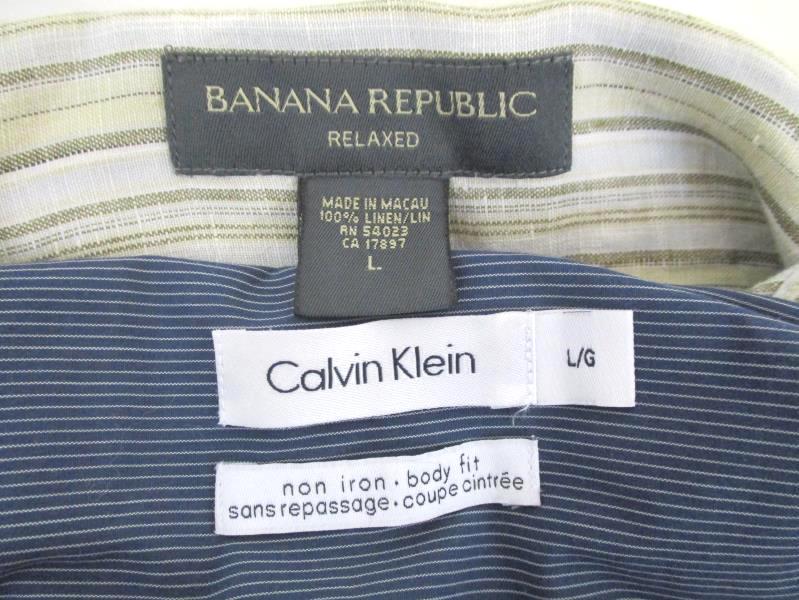 BANANA REPUBLIC
RELAXED
MADE IN MACAU
100% LINEN/LIN
RN 54023
CA 17897
L.
Calvin Klein
L/G
non iron · body fit
sans repassage · coupe cintrée